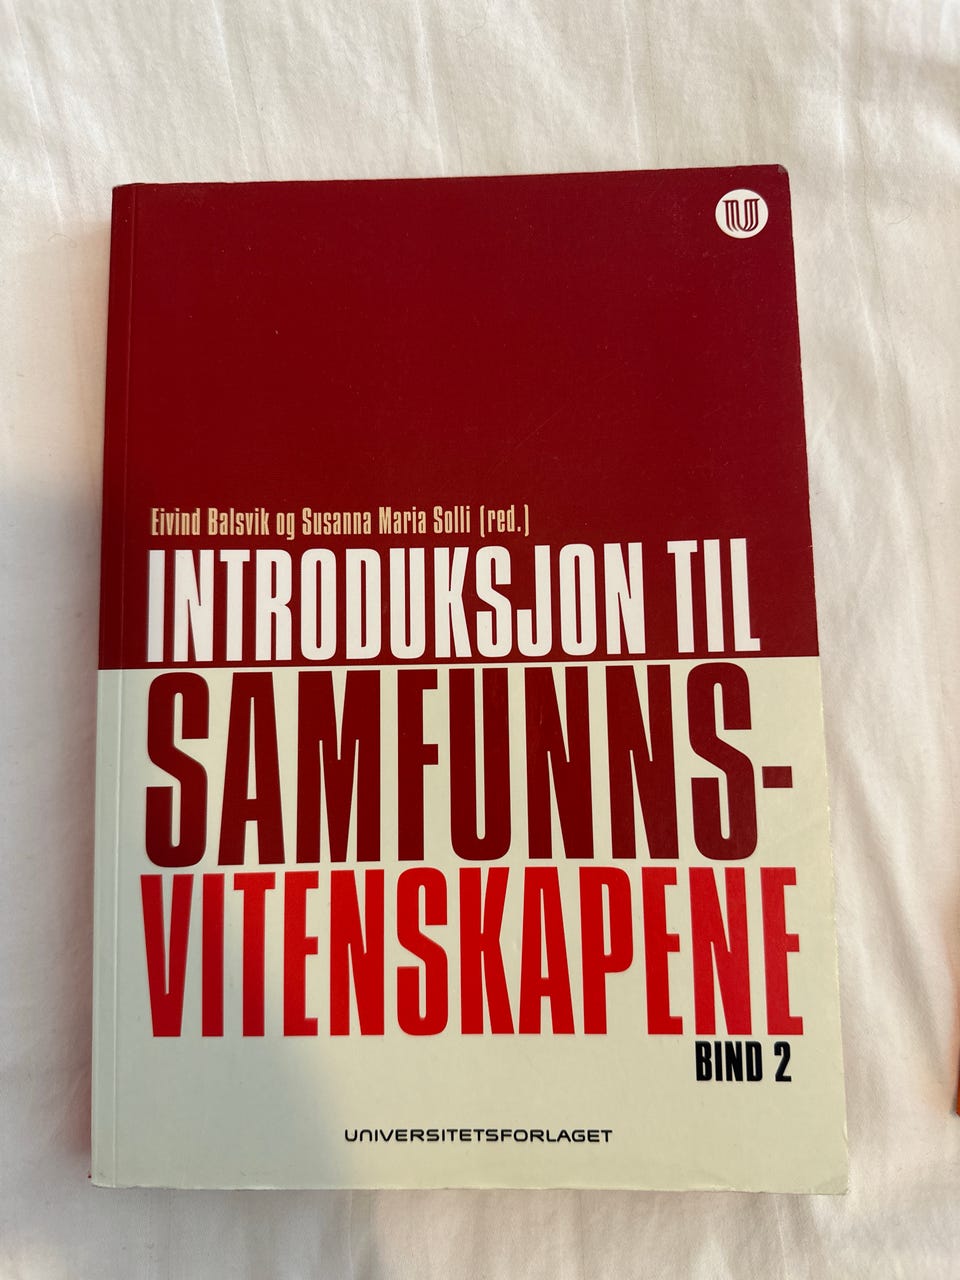 U
Eivind Balsvik og Susanna Maria Solli (red.)
INTRODUKSJON TIL
SAMFUNNS-
VITENSKAPENE
BIND 2
UNIVERSITETSFORLAGET